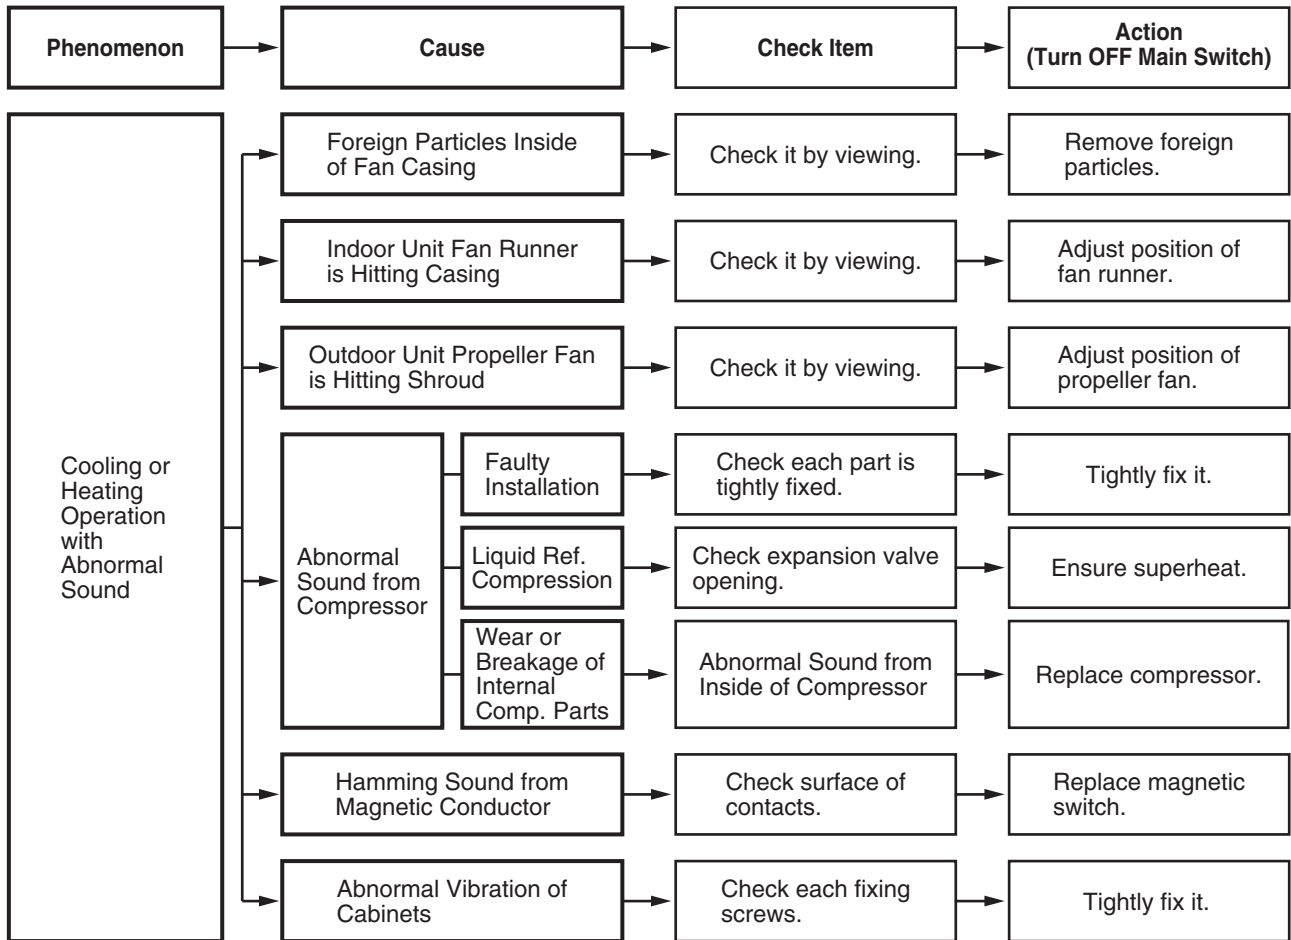 Phenomenon
Cause
Check Item
Action
(Turn OFF Main Switch)
Cooling or
Heating
Operation
with
Abnormal
Sound
Foreign Particles Inside
of Fan Casing
Check it by viewing.
Remove foreign
particles.
Indoor Unit Fan Runner
is Hitting Casing
Check it by viewing.
Adjust position of
fan runner.
Outdoor Unit Propeller Fan
is Hitting Shroud
Check it by viewing.
Adjust position of
propeller fan.
Abnormal
Sound from
Compressor
Faulty
Installation
Check each part is
tightly fixed.
Tightly fix it.
Liquid Ref.
Compression
Check expansion valve
opening.
Ensure superheat.
Wear or
Breakage of
Internal
Comp. Parts
Abnormal Sound from
Inside of Compressor
Replace compressor.
Hamming Sound from
Magnetic Conductor
Check surface of
contacts.
Replace magnetic
switch.
Abnormal Vibration of
Cabinets
Check each fixing
screws.
Tightly fix it.